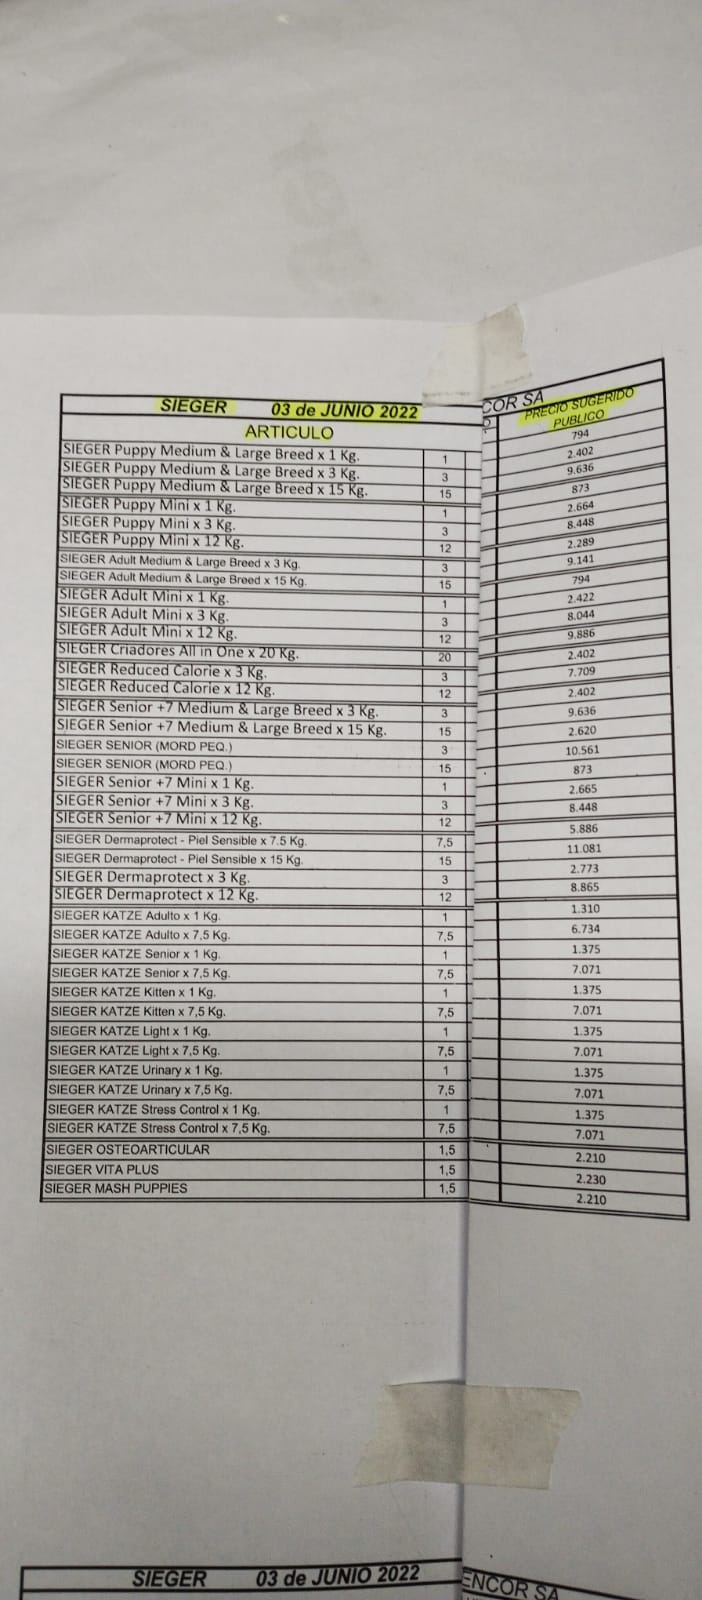 SIEGER 03 de JUNIO 2022 COR SA
ARTICULO PRECIO SUGERIDO PUBLICO
SIEGER Puppy Medium & Large Breed x 1 Kg. 1 794
SIEGER Puppy Medium & Large Breed x 3 Kg. 3 2.402
SIEGER Puppy Medium & Large Breed x 15 Kg. 15 9.636
SIEGER Puppy Mini x 1 Kg. 1 873
SIEGER Puppy Mini x 3 Kg. 3 2.664
SIEGER Puppy Mini x 12 Kg. 12 8.448
SIEGER Adult Medium & Large Breed x 3 Kg. 3 2.289
SIEGER Adult Medium & Large Breed x 15 Kg. 15 9.141
SIEGER Adult Mini x 1 Kg. 1 794
SIEGER Adult Mini x 3 Kg. 3 2.422
SIEGER Adult Mini x 12 Kg. 12 8.044
SIEGER Criadores All in One x 20 Kg. 20 9.886
SIEGER Reduced Calorie x 3 Kg. 3 2.402
SIEGER Reduced Calorie x 12 Kg. 12 7.709
SIEGER Senior +7 Medium & Large Breed x 3 Kg. 3 2.402
SIEGER Senior +7 Medium & Large Breed x 15 Kg. 15 9.636
SIEGER SENIOR (MORD PEQ.) 3 2.620
SIEGER SENIOR (MORD PEQ.) 15 10.561
SIEGER Senior +7 Mini x 1 Kg. 1 873
SIEGER Senior +7 Mini x 3 Kg. 3 2.665
SIEGER Senior +7 Mini x 12 Kg. 12 8.448
SIEGER Dermaprotect - Piel Sensible x 7.5 Kg. 7,5 5.886
SIEGER Dermaprotect - Piel Sensible x 15 Kg. 15 11.081
SIEGER Dermaprotect x 3 Kg. 3 2.773
SIEGER Dermaprotect x 12 Kg. 12 8.865
SIEGER KATZE Adulto x 1 Kg. 1 1.310
SIEGER KATZE Adulto x 7,5 Kg. 7,5 6.734
SIEGER KATZE Senior x 1 Kg. 1 1.375
SIEGER KATZE Senior x 7,5 Kg. 7,5 7.071
SIEGER KATZE Kitten x 1 Kg. 1 1.375
SIEGER KATZE Kitten x 7,5 Kg. 7,5 7.071
SIEGER KATZE Light x 1 Kg. 1 1.375
SIEGER KATZE Light x 7,5 Kg. 7,5 7.071
SIEGER KATZE Urinary x 1 Kg. 1 1.375
SIEGER KATZE Urinary x 7,5 Kg. 7,5 7.071
SIEGER KATZE Stress Control x 1 Kg. 1 1.375
SIEGER KATZE Stress Control x 7,5 Kg. 7,5 7.071
SIEGER OSTEOARTICULAR 1,5 2.210
SIEGER VITA PLUS 1,5 2.230
SIEGER MASH PUPPIES 1,5 2.210
SIEGER 03 de JUNIO 2022 ENCOR SA